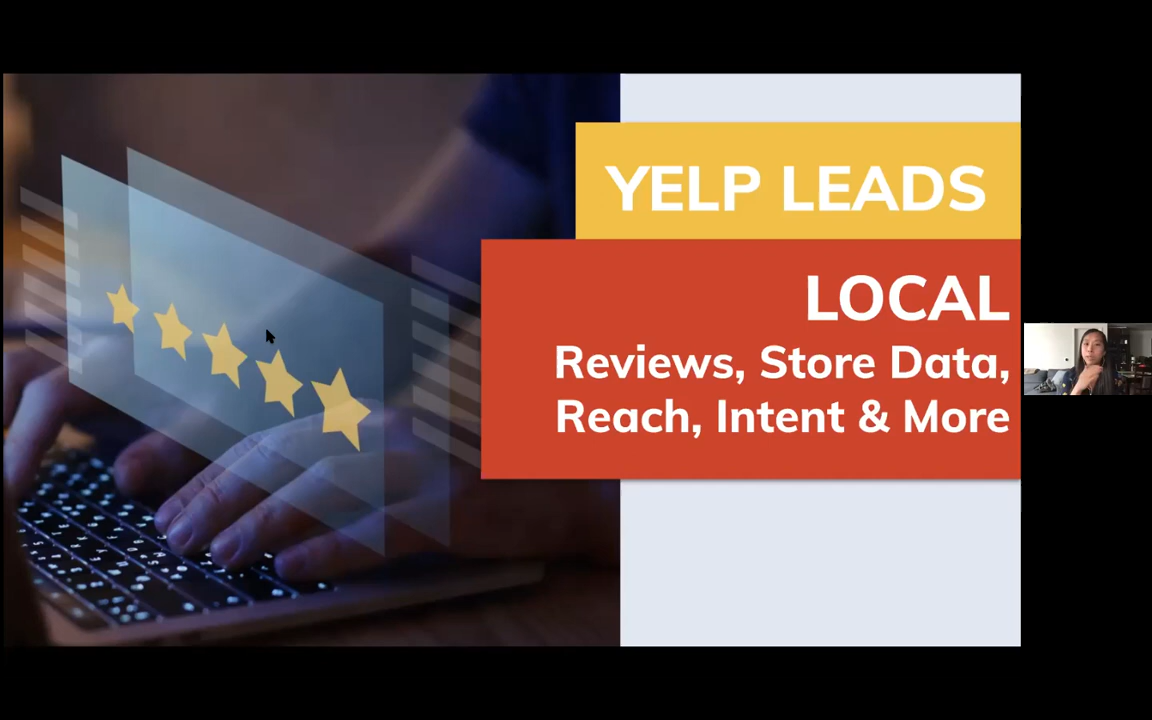 YELP LEADS
LOCAL
Reviews, Store Data,
Reach, Intent & More